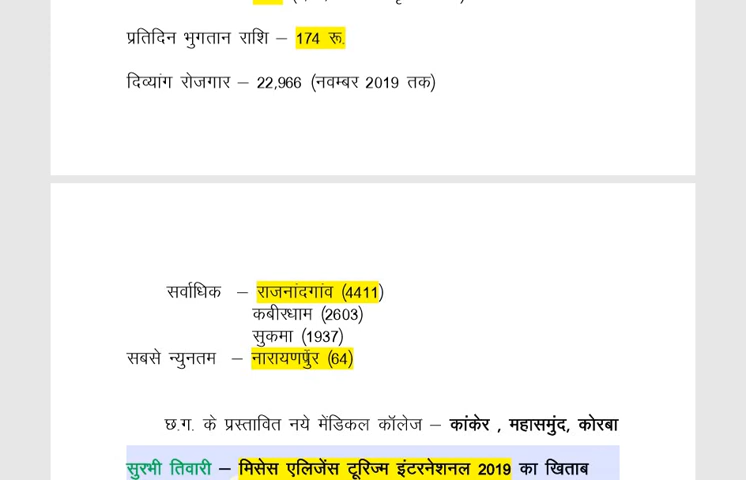 प्रतिदिन भुगतान राशि – 174 रू.
दिव्यांग रोजगार – 22,966 (नवम्बर 2019 तक)
सर्वाधिक – राजनांदगांव (4411)
कबीरधाम (2603)
सुकमा (1937)
सबसे न्युनतम – नारायणपुॅर (64)
छ.ग. के प्रस्तावित नये मेंडिकल कॉलेज – कांकेर , महासमुंद, कोरबा
सुरभी तिवारी – मिसेस एलिजेंस टूरिज्म इंटरनेशनल 2019 का खिताब